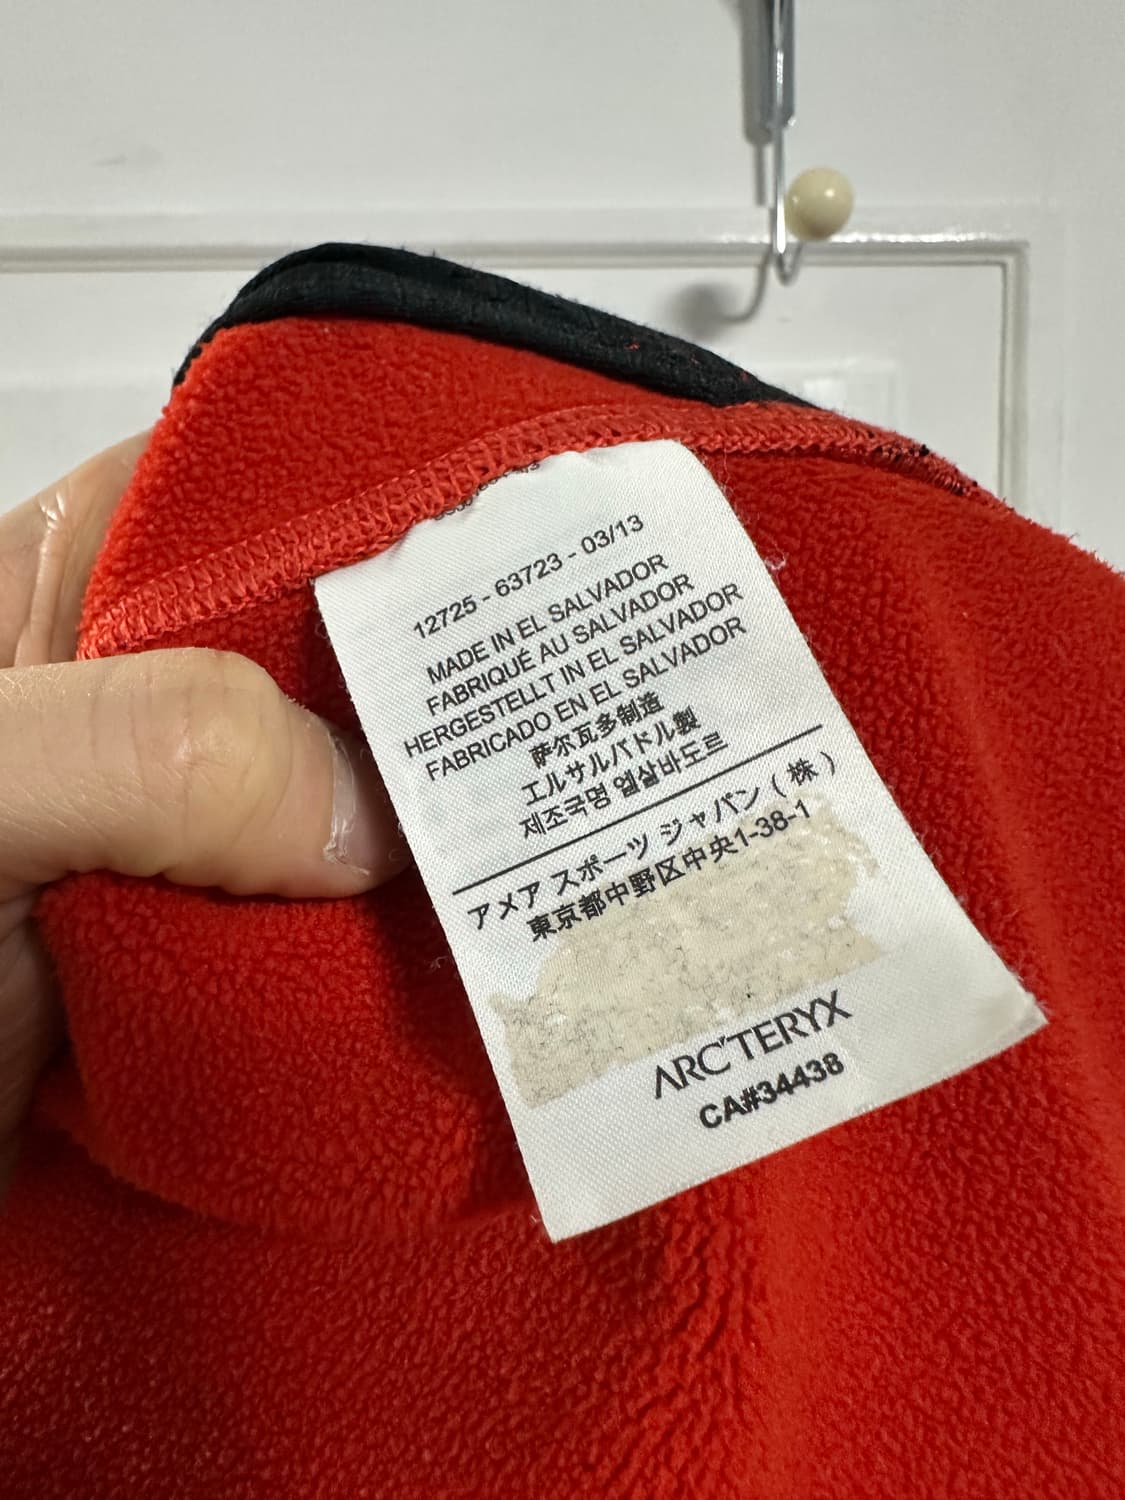 12725 - 63723 - 03/13
MADE IN EL SALVADOR
FABRIQUÉ AU SALVADOR
HERGESTELLT IN EL SALVADOR
FABRICADO EN EL SALVADOR
萨尔瓦多制造
エルサルバドル製
제조국명 엘살바도르
アメア スポーツ ジャパン (株)
東京都中野区中央1-38-1
ARC'TERYX
CA#34438